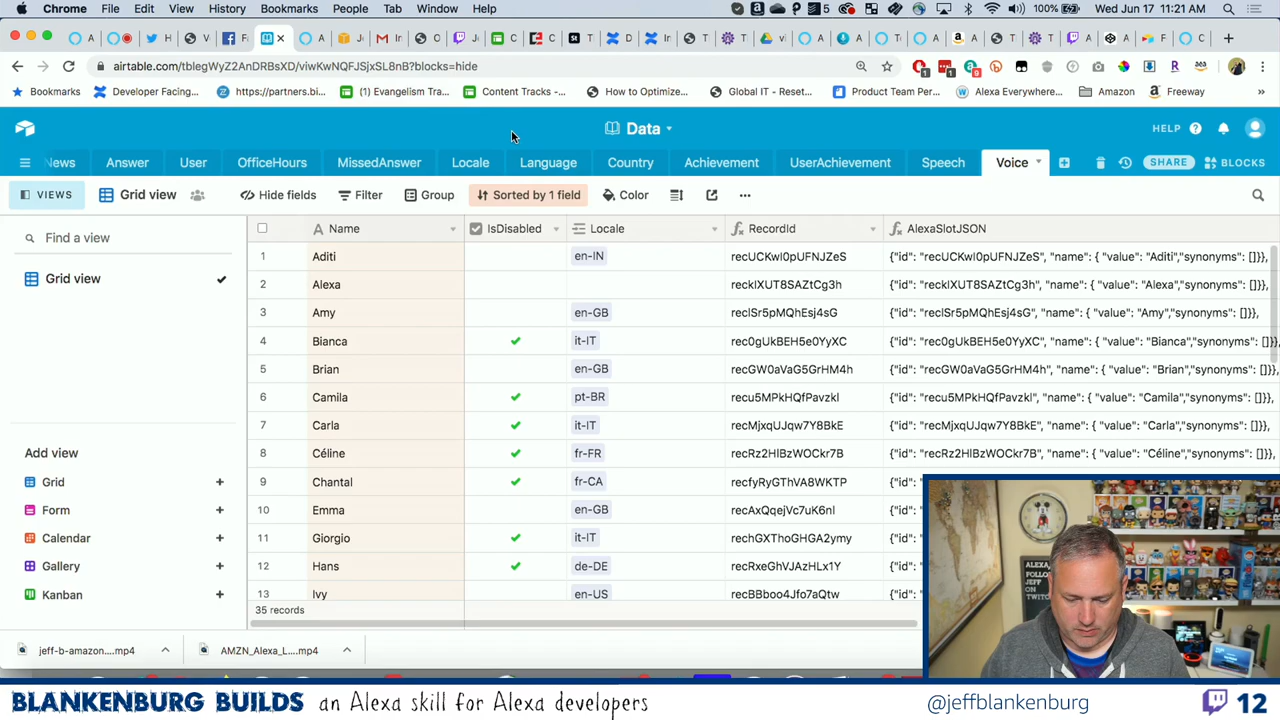 Chrome File Edit View History Bookmarks People Tab Window Help 5 100% Wed Jun 17 11:21 AM
airtable.com/tblegWyZ2AnDRBsXD/viwKwNQFJSjxSL8nB?blocks=hide
Bookmarks Developer Facing... https://partners.bi... (1) Evangelism Tra... Content Tracks -... How to Optimize... Global IT - Reset... Product Team Per... Alexa Everywhere... Amazon Freeway »
Data HELP
News Answer User OfficeHours MissedAnswer Locale Language Country Achievement UserAchievement Speech Voice SHARE BLOCKS
VIEWS Grid view Hide fields Filter Group Sorted by 1 field Color
Find a view
Grid view
Name IsDisabled Locale RecordId AlexaSlotJSON
1 Aditi en-IN recUCKwl0pUFNJZeS {"id": "recUCKwl0pUFNJZeS", "name": { "value": "Aditi","synonyms": []}},
2 Alexa recklXUT8SAZtCg3h {"id": "recklXUT8SAZtCg3h", "name": { "value": "Alexa","synonyms": []}},
3 Amy en-GB reclSr5pMQhEsj4sG {"id": "reclSr5pMQhEsj4sG", "name": { "value": "Amy","synonyms": []}},
4 Bianca it-IT rec0gUkBEH5e0YyXC {"id": "rec0gUkBEH5e0YyXC", "name": { "value": "Bianca","synonyms": []}},
5 Brian en-GB recGW0aVaG5GrHM4h {"id": "recGW0aVaG5GrHM4h", "name": { "value": "Brian","synonyms": []}},
6 Camila pt-BR recu5MPkHQfPavzkl {"id": "recu5MPkHQfPavzkl", "name": { "value": "Camila","synonyms": []}},
7 Carla it-IT recMjxqUJqw7Y8BkE {"id": "recMjxqUJqw7Y8BkE", "name": { "value": "Carla","synonyms": []}},
8 Céline fr-FR recRz2HlBzWOCkr7B {"id": "recRz2HlBzWOCkr7B", "name": { "value": "Céline","synonyms": []}},
9 Chantal fr-CA recfyRyGThVA8WKTP
10 Emma en-GB recAxQqejVc7uK6nl
11 Giorgio it-IT rechGXThoGHGA2ymy
12 Hans de-DE recRxeGhVJAzHLx1Y
13 Ivy en-US recBBboo4Jfo7aQtw
35 records
Add view
Grid +
Form +
Calendar +
Gallery +
Kanban +
jeff-b-amazon....mp4 AMZN_Alexa_L....mp4
ALEXA,
FOLLOW
JEFF
ON
BLANKENBURG BUILDS an Alexa skill for Alexa developers @jeffblankenburg 12